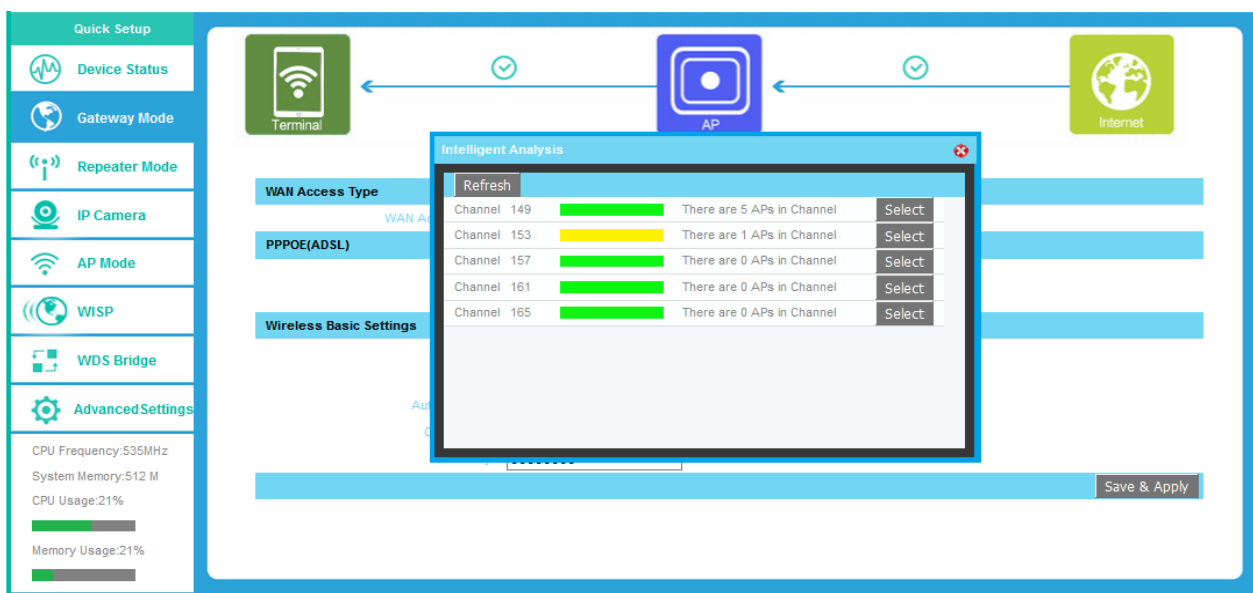 Quick Setup
Device Status
Gateway Mode
Repeater Mode
IP Camera
AP Mode
WISP
WDS Bridge
Advanced Settings
CPU Frequency:535MHz
System Memory:512 M
CPU Usage:21%
Memory Usage:21%
Terminal
AP
Internet
WAN Access Type
WAN Ac
PPPOE(ADSL)
Wireless Basic Settings
Aut
Intelligent Analysis
Refresh
Channel 149 There are 5 APs in Channel Select
Channel 153 There are 1 APs in Channel Select
Channel 157 There are 0 APs in Channel Select
Channel 161 There are 0 APs in Channel Select
Channel 165 There are 0 APs in Channel Select
Save & Apply